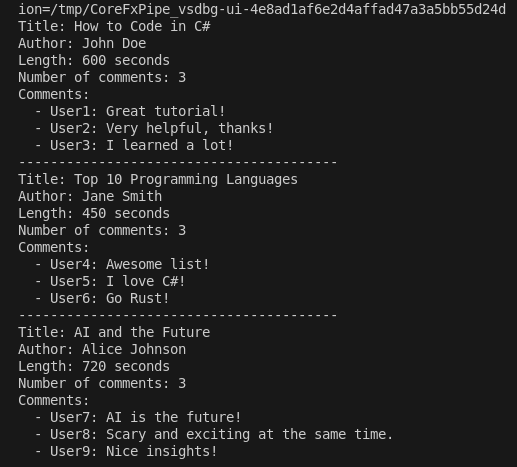 ion=/tmp/CoreFxPipe_vsdbg-ui-4e8ad1af6e2d4affad47a3a5bb55d24d
Title: How to Code in C#
Author: John Doe
Length: 600 seconds
Number of comments: 3
Comments:
  - User1: Great tutorial!
  - User2: Very helpful, thanks!
  - User3: I learned a lot!
----------------------------------------
Title: Top 10 Programming Languages
Author: Jane Smith
Length: 450 seconds
Number of comments: 3
Comments:
  - User4: Awesome list!
  - User5: I love C#!
  - User6: Go Rust!
----------------------------------------
Title: AI and the Future
Author: Alice Johnson
Length: 720 seconds
Number of comments: 3
Comments:
  - User7: AI is the future!
  - User8: Scary and exciting at the same time.
  - User9: Nice insights!